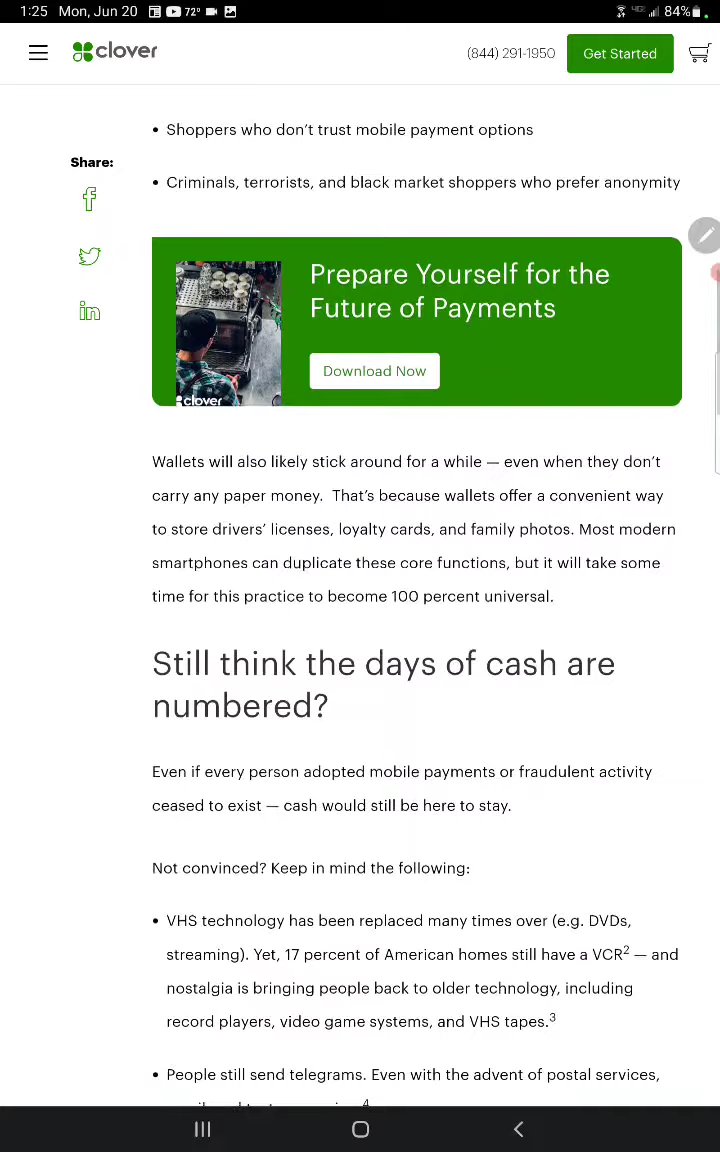 1:25 Mon, Jun 20 72° 84%
clover
(844) 291-1950
Get Started
• Shoppers who don't trust mobile payment options
Share:
• Criminals, terrorists, and black market shoppers who prefer anonymity
Prepare Yourself for the
Future of Payments
Download Now
clover
Wallets will also likely stick around for a while — even when they don't
carry any paper money. That's because wallets offer a convenient way
to store drivers' licenses, loyalty cards, and family photos. Most modern
smartphones can duplicate these core functions, but it will take some
time for this practice to become 100 percent universal.
Still think the days of cash are
numbered?
Even if every person adopted mobile payments or fraudulent activity
ceased to exist — cash would still be here to stay.
Not convinced? Keep in mind the following:
• VHS technology has been replaced many times over (e.g. DVDs,
streaming). Yet, 17 percent of American homes still have a VCR² — and
nostalgia is bringing people back to older technology, including
record players, video game systems, and VHS tapes.³
• People still send telegrams. Even with the advent of postal services,